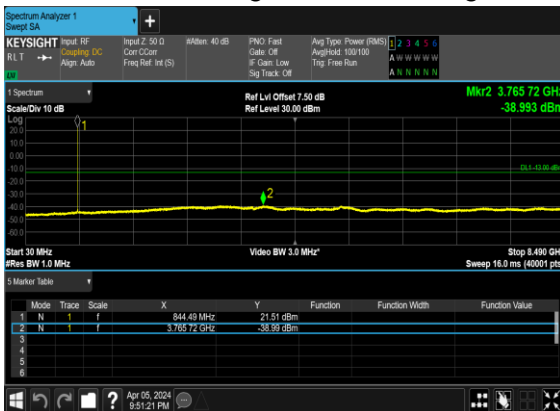 Spectrum Analyzer 1
Swept SA
KEYSIGHT Input: RF Input Z: 50 Ω #Atten: 40 dB PNO: Fast Avg Type: Power (RMS) 1 2 3 4 5 6
RLT Coupling: DC Corr CCorr Gate: Off Avg|Hold: 100/100 A W W W W W
Align: Auto Freq Ref: Int (S) IF Gain: Low Trig: Free Run
Sig Track: Off A N N N N N
1 Spectrum Ref Lvl Offset 7.50 dB Mkr2 3.765 72 GHz
Scale/Div 10 dB Ref Level 30.00 dBm -38.993 dBm
Log
20.0 1
10.0
0.00
-10.0 DL1 -13.00 dBm
-20.0
-30.0 2
-40.0
-50.0
-60.0
Start 30 MHz Video BW 3.0 MHz* Stop 8.490 GHz
#Res BW 1.0 MHz Sweep 16.0 ms (40001 pts
5 Marker Table
Mode Trace Scale X Y Function Function Width Function Value
1 N 1 f 844.49 MHz 21.51 dBm
2 N 1 f 3.765 72 GHz -38.99 dBm
3
4
5
6
? Apr 05, 2024
9:51:21 PM